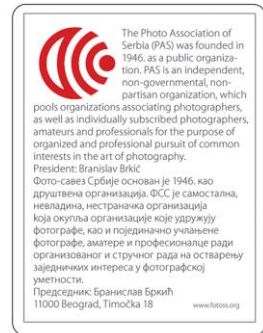 The Photo Association of
Serbia (PAS) was founded in
1946. as a public organiza-
tion. PAS is an independent,
non-governmental, non-
partisan organization, which
pools organizations associating photographers,
as well as individually subscribed photographers,
amateurs and professionals for the purpose of
organized and professional pursuit of common
interests in the art of photography.
President: Branislav Brkić
Фото-савез Србије основан је 1946. као
друштвена организација. ФСС је самостална,
невладина, нестраначка организација
која окупља организације које удружују
фотографе, као и појединачно учлањене
фотографе, аматере и професионалце ради
организованог и стручног рада на остварењу
заједничких интереса у фотографској
уметности.
Председник: Бранислав Бркић
11000 Beograd, Timočka 18 www.fotoss.org